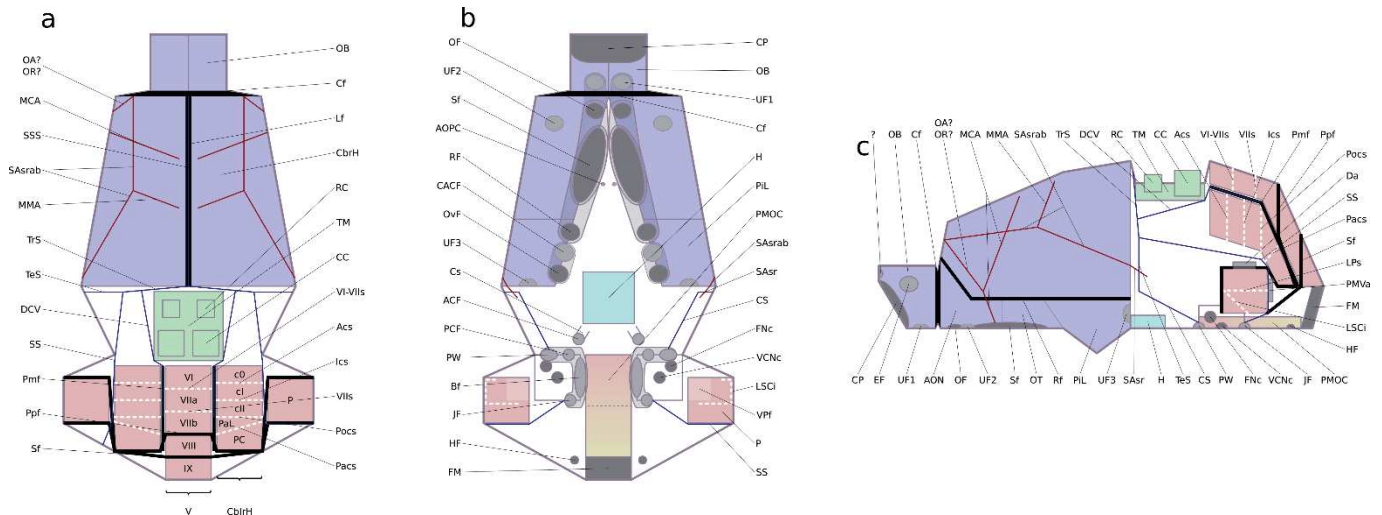 a
OA?
OR?
MCA
SSS
SAsrab
MMA
TrS
TeS
DCV
SS
Pmf
Ppf
Sf
OB
Cf
Lf
CbrH
RC
TM
CC
VI-VIIs
Acs
Ics
VIIs
Pocs
Pacs
VI
VIIa
VIIb
VIII
IX
c0
cI
cII
PaL
PC
P
V
CblrH
b
OF
UF2
Sf
AOPC
RF
CACF
OvF
UF3
Cs
ACF
PCF
PW
Bf
JF
HF
FM
CP
OB
UF1
Cf
H
PiL
PMOC
SAsrab
SAsr
CS
FNc
VCNc
LSCi
VPf
P
SS
c
? OB Cf OA? OR? MCA MMA SAsrab TrS DCV RC TM CC Acs VI-VIIs VIIs Ics Pmf Ppf
Pocs
Da
SS
Pacs
Sf
LPs
PMVa
FM
LSCi
HF
CP EF UF1 AON OF UF2 Sf OT Rf PiL UF3 SAsr H TeS CS PW FNc VCNc JF PMOC